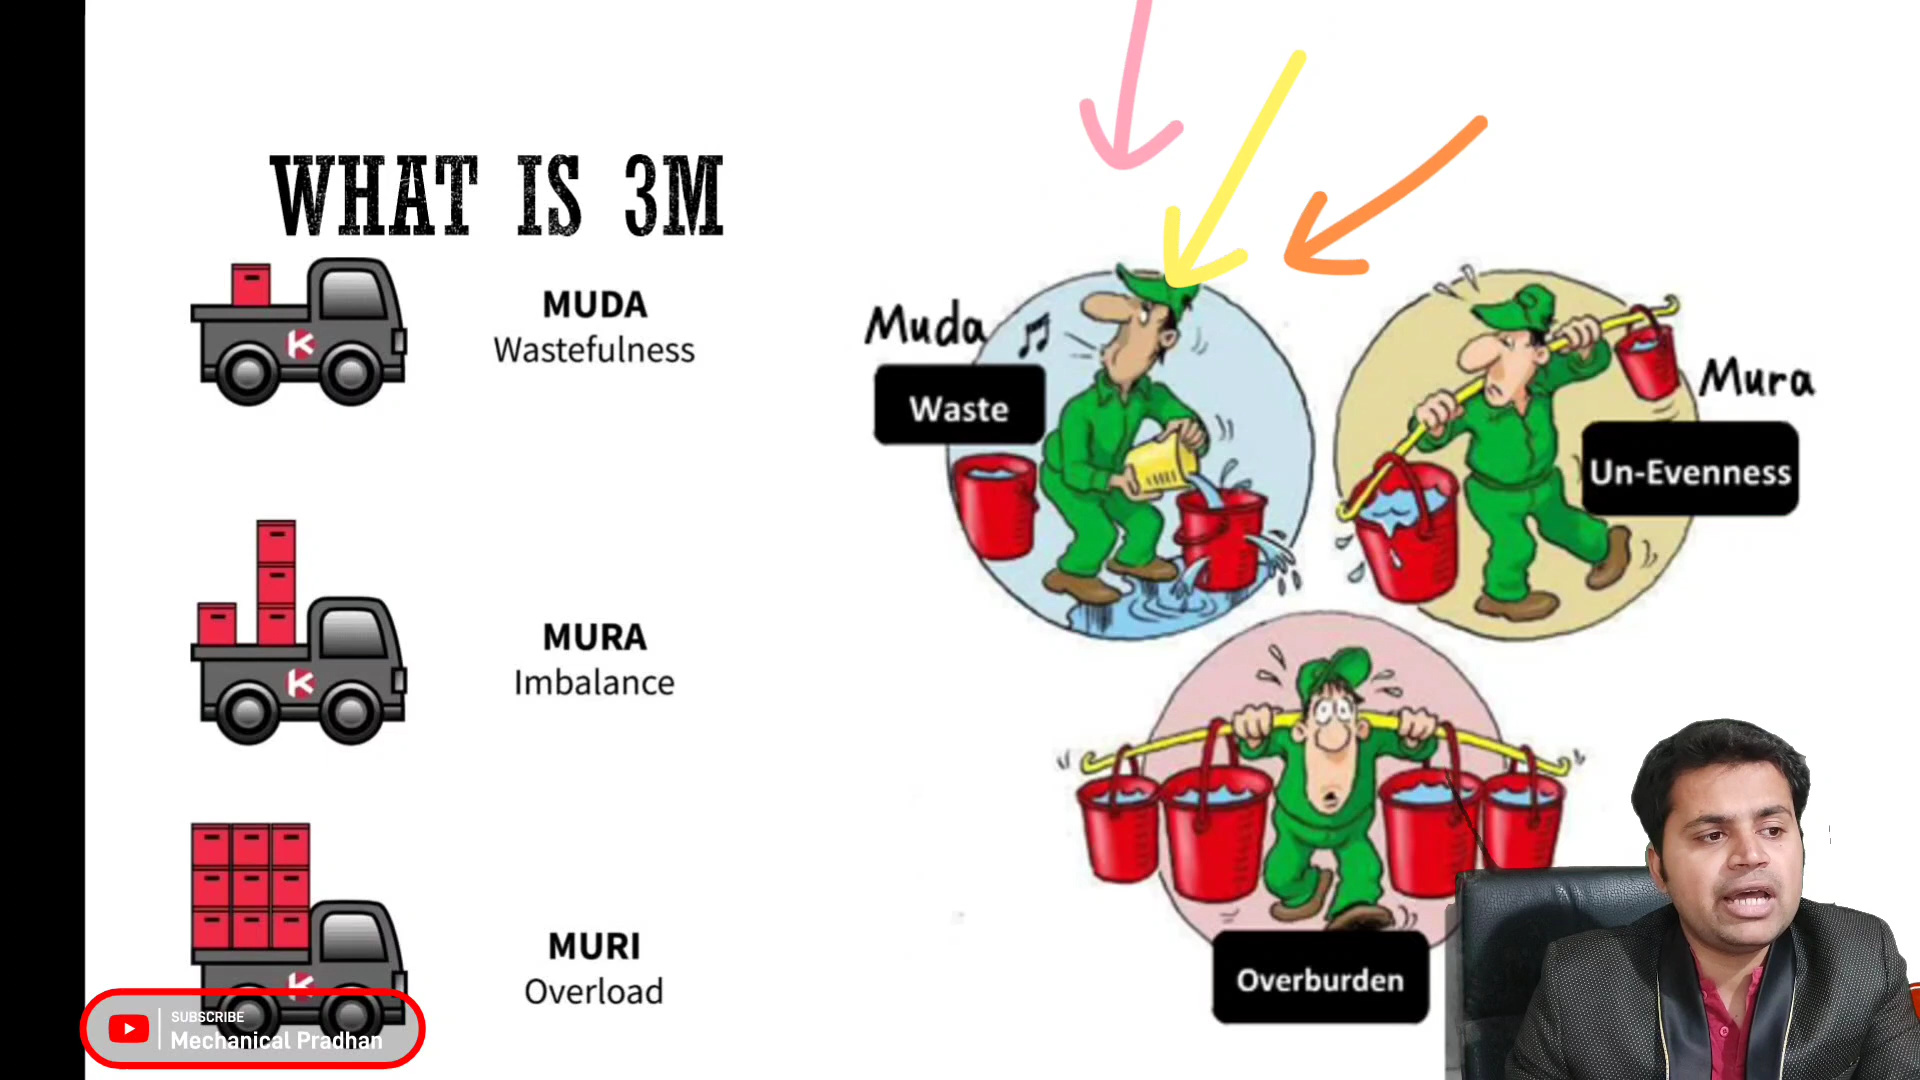 WHAT IS 3M
MUDA
Wastefulness
MURA
Imbalance
MURI
Overload
Muda
Waste
Mura
Un-Evenness
Overburden
K
K
K
SUBSCRIBE
Mechanical Pradhan